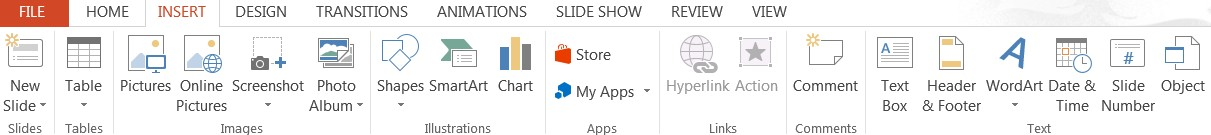 FILE HOME INSERT DESIGN TRANSITIONS ANIMATIONS SLIDE SHOW REVIEW VIEW
New Slide
Table
Pictures
Online Pictures
Screenshot
Photo Album
Shapes
SmartArt
Chart
Store
My Apps
Hyperlink
Action
Comment
Text Box
A
Header & Footer
A
WordArt
Date & Time
#
Slide Number
Object
Slides Tables Images Illustrations Apps Links Comments Text